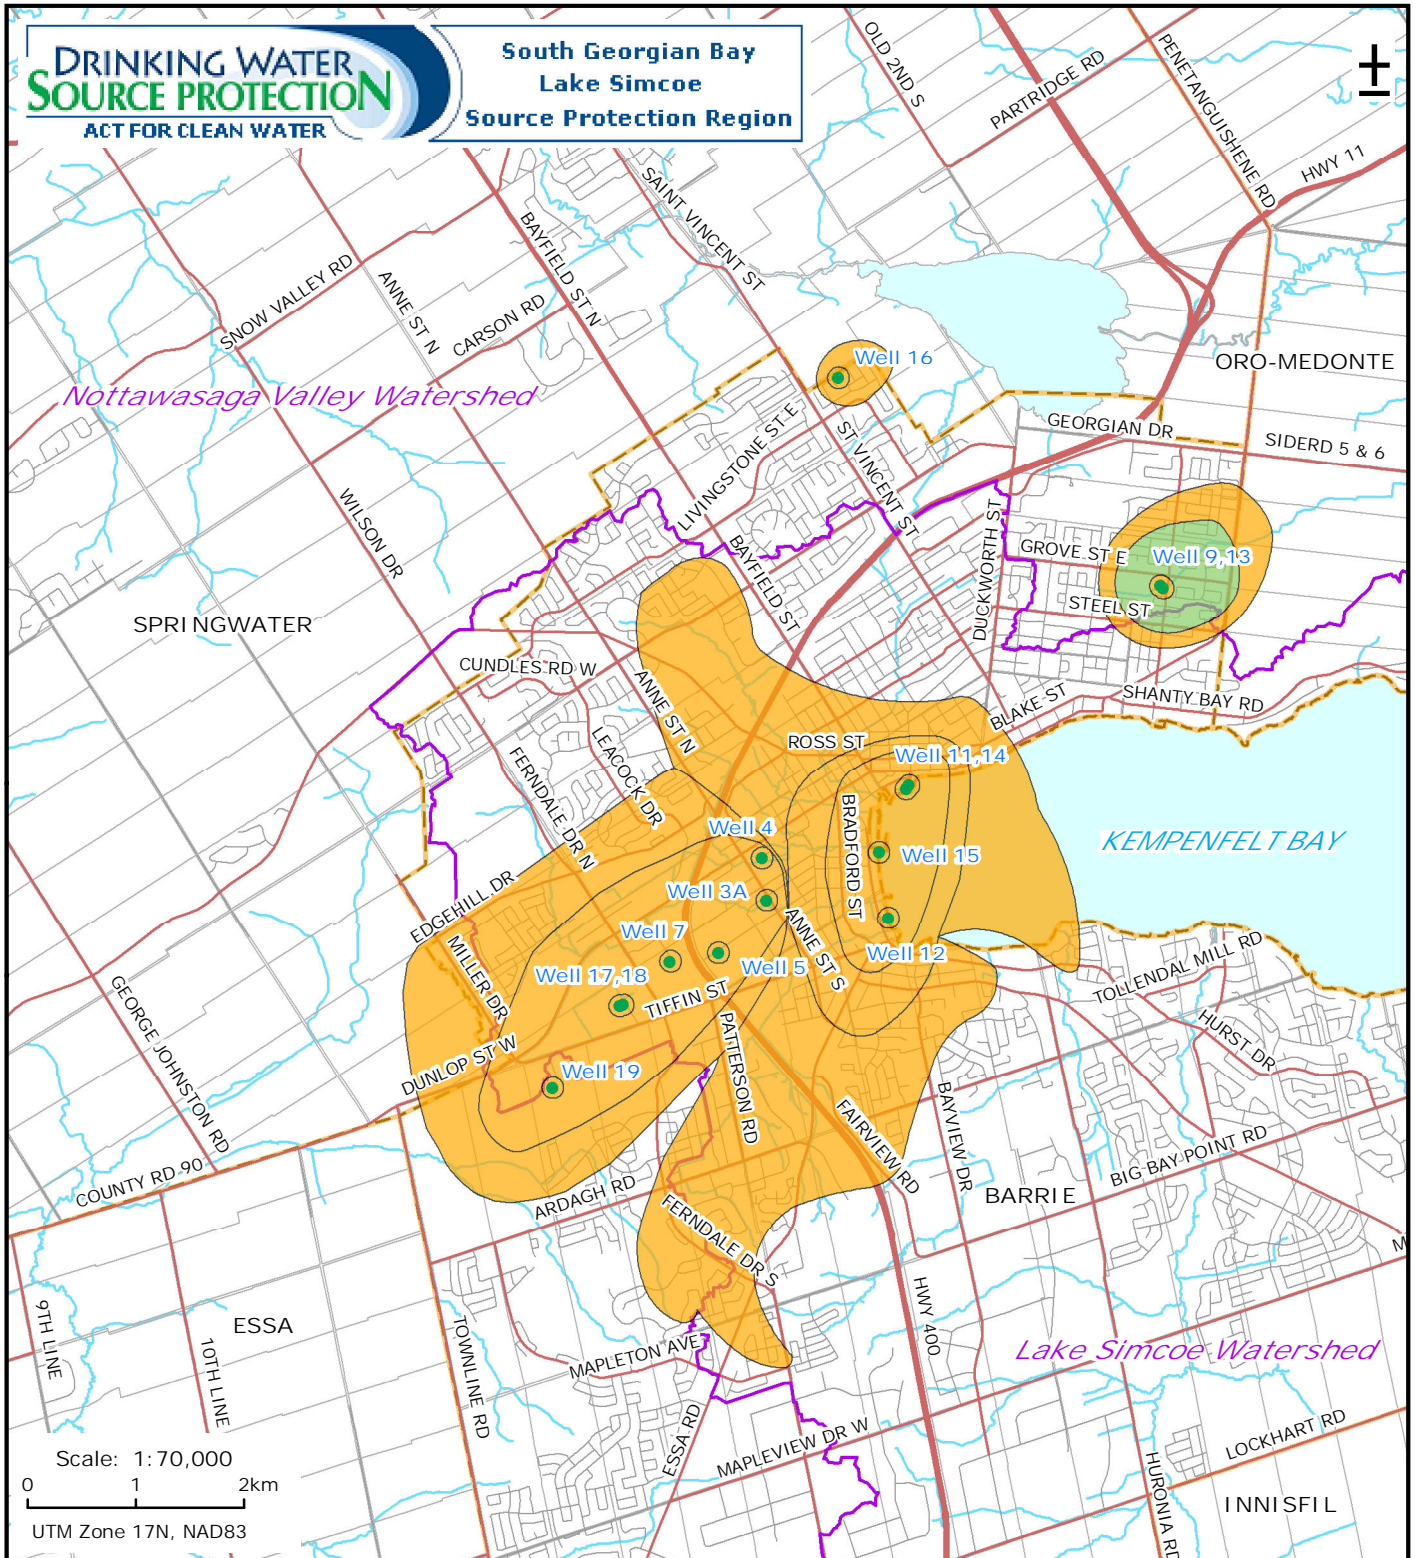 DRINKING WATER
SOURCE PROTECTION
ACT FOR CLEAN WATER
South Georgian Bay
Lake Simcoe
Source Protection Region
±
OLD 2ND S
PARTRIDGE RD
PENETANGUISHENE RD
HWY 11
SAINT VINCENT ST
BAYFIELD ST N
SNOW VALLEY RD
ANNE ST N
CARSON RD
ORO-MEDONTE
Well 16
Nottawasaga Valley Watershed
LIVINGSTONE ST E
ST VINCENT ST
GEORGIAN DR
SIDERD 5 & 6
WILSON DR
BAYFIELD ST
DUCKWORTH ST
GROVE ST E
Well 9,13
STEEL ST
SPRINGWATER
CUNDLES RD W
ANNE ST N
BLAKE ST
SHANTY BAY RD
ROSS ST
Well 11,14
FERNDALE DR N
LEACOCK DR
BRADFORD ST
Well 4
Well 15
KEMPENFELT BAY
Well 3A
EDGEHILL DR
ANNE ST S
Well 7
Well 12
MILLER DR
Well 17,18
Well 5
TIFFIN ST
TOLLENDAL MILL RD
GEORGE JOHNSTON RD
HURST DR
PATTERSON RD
DUNLOP ST W
Well 19
FAIRVIEW RD
BAYVIEW DR
COUNTY RD 90
ARDAGH RD
BIG BAY POINT RD
BARRIE
FERNDALE DR S
M
9TH LINE
ESSA
10TH LINE
TOWNLINE RD
HWY 400
MAPLETON AVE
Lake Simcoe Watershed
ESSA RD
MAPLEVIEW DR W
LOCKHART RD
HURONIA RD
INNISFIL
Scale: 1:70,000
0 1 2km
UTM Zone 17N, NAD83